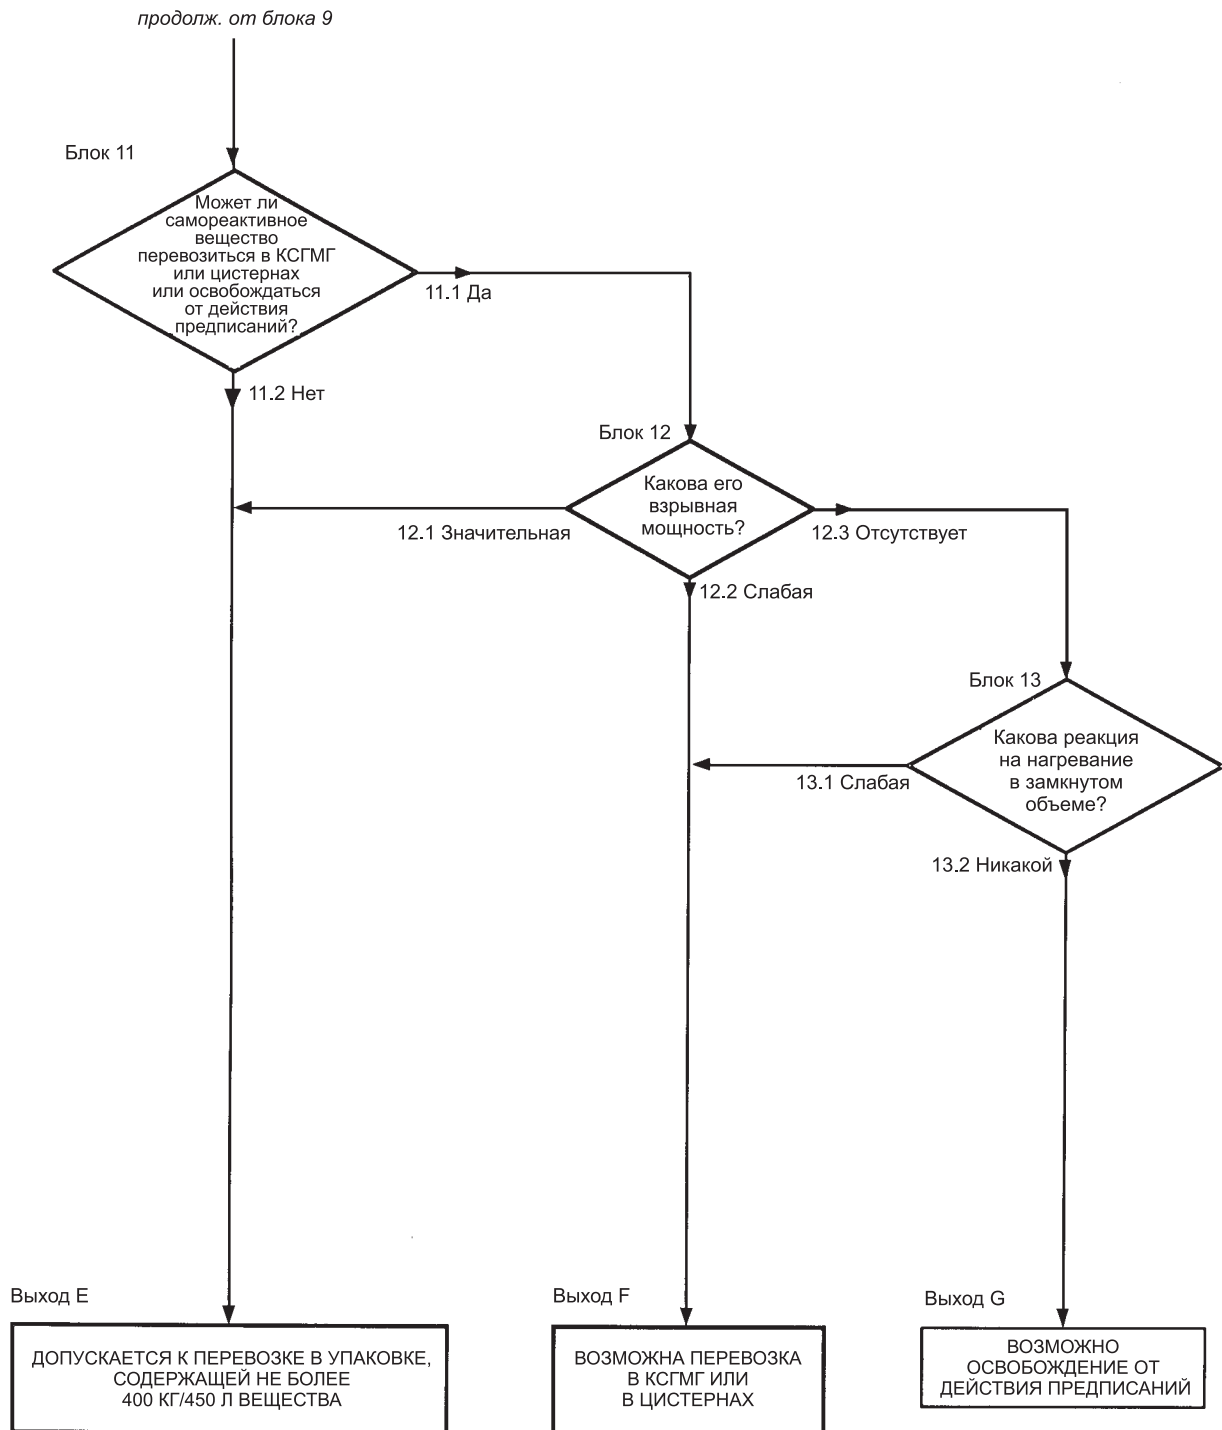 продолж. от блока 9
Блок 11
Может ли
самореактивное
вещество
перевозиться в КСГМГ
или цистернах
или освобождаться
от действия
предписаний?
11.1 Да
11.2 Нет
Блок 12
Какова его
взрывная
мощность?
12.1 Значительная
12.3 Отсутствует
12.2 Слабая
Блок 13
Какова реакция
на нагревание
в замкнутом
объеме?
13.1 Слабая
13.2 Никакой
Выход E
ДОПУСКАЕТСЯ К ПЕРЕВОЗКЕ В УПАКОВКЕ,
СОДЕРЖАЩЕЙ НЕ БОЛЕЕ
400 КГ/450 Л ВЕЩЕСТВА
Выход F
ВОЗМОЖНА ПЕРЕВОЗКА
В КСГМГ ИЛИ
В ЦИСТЕРНАХ
Выход G
ВОЗМОЖНО
ОСВОБОЖДЕНИЕ ОТ
ДЕЙСТВИЯ ПРЕДПИСАНИЙ